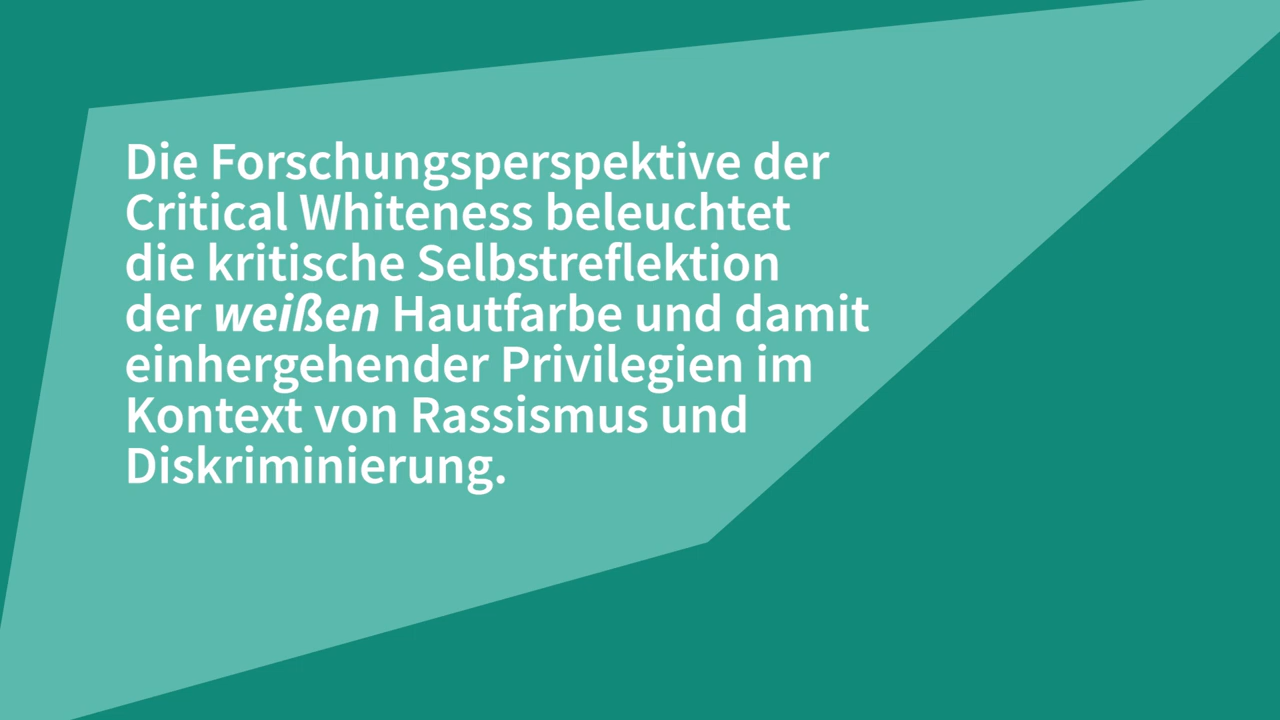 Die Forschungsperspektive der
Critical Whiteness beleuchtet
die kritische Selbstreflektion
der weißen Hautfarbe und damit
einhergehender Privilegien im
Kontext von Rassismus und
Diskriminierung.